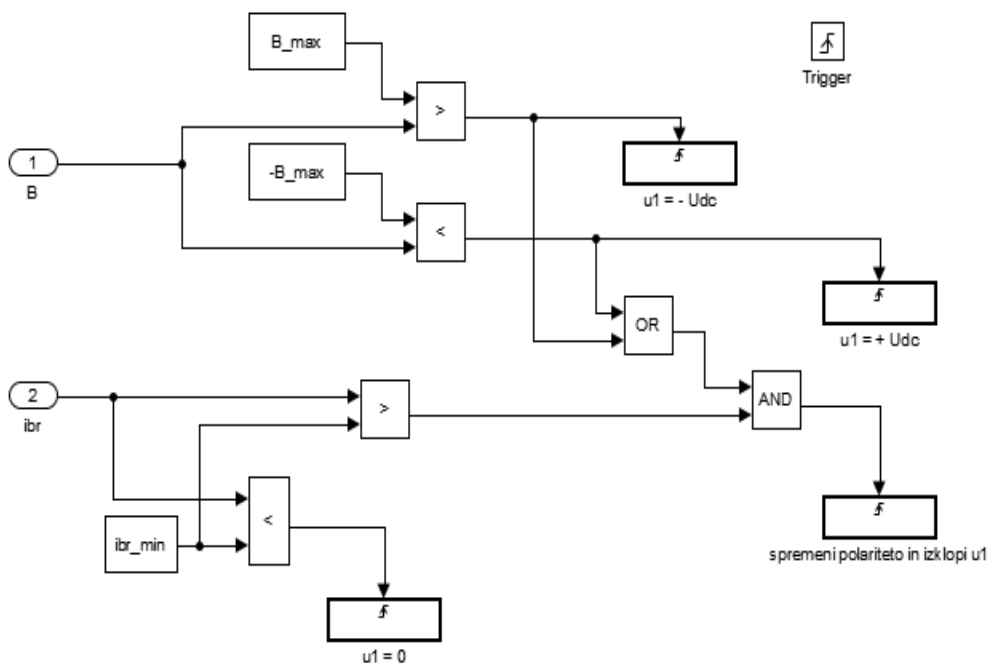 B_max
Trigger
>
1
B
-B_max
u1 = - Udc
<
OR
u1 = + Udc
2
ibr
>
AND
<
ibr_min
spremeni polariteto in izklopi u1
u1 = 0